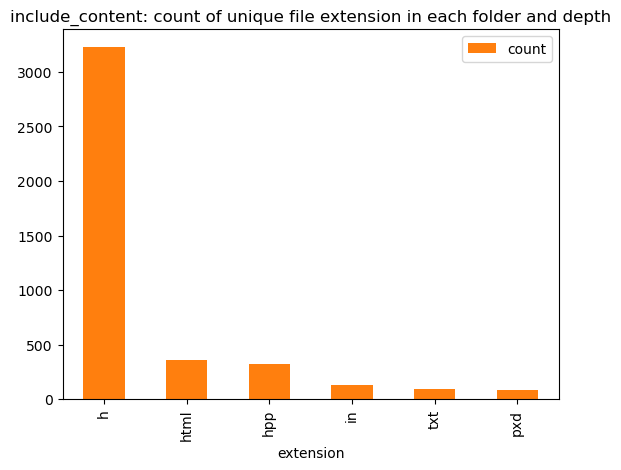 include_content: count of unique file extension in each folder and depth
count
3000
2500
2000
1500
1000
500
0
h
html
hpp
in
txt
pxd
extension